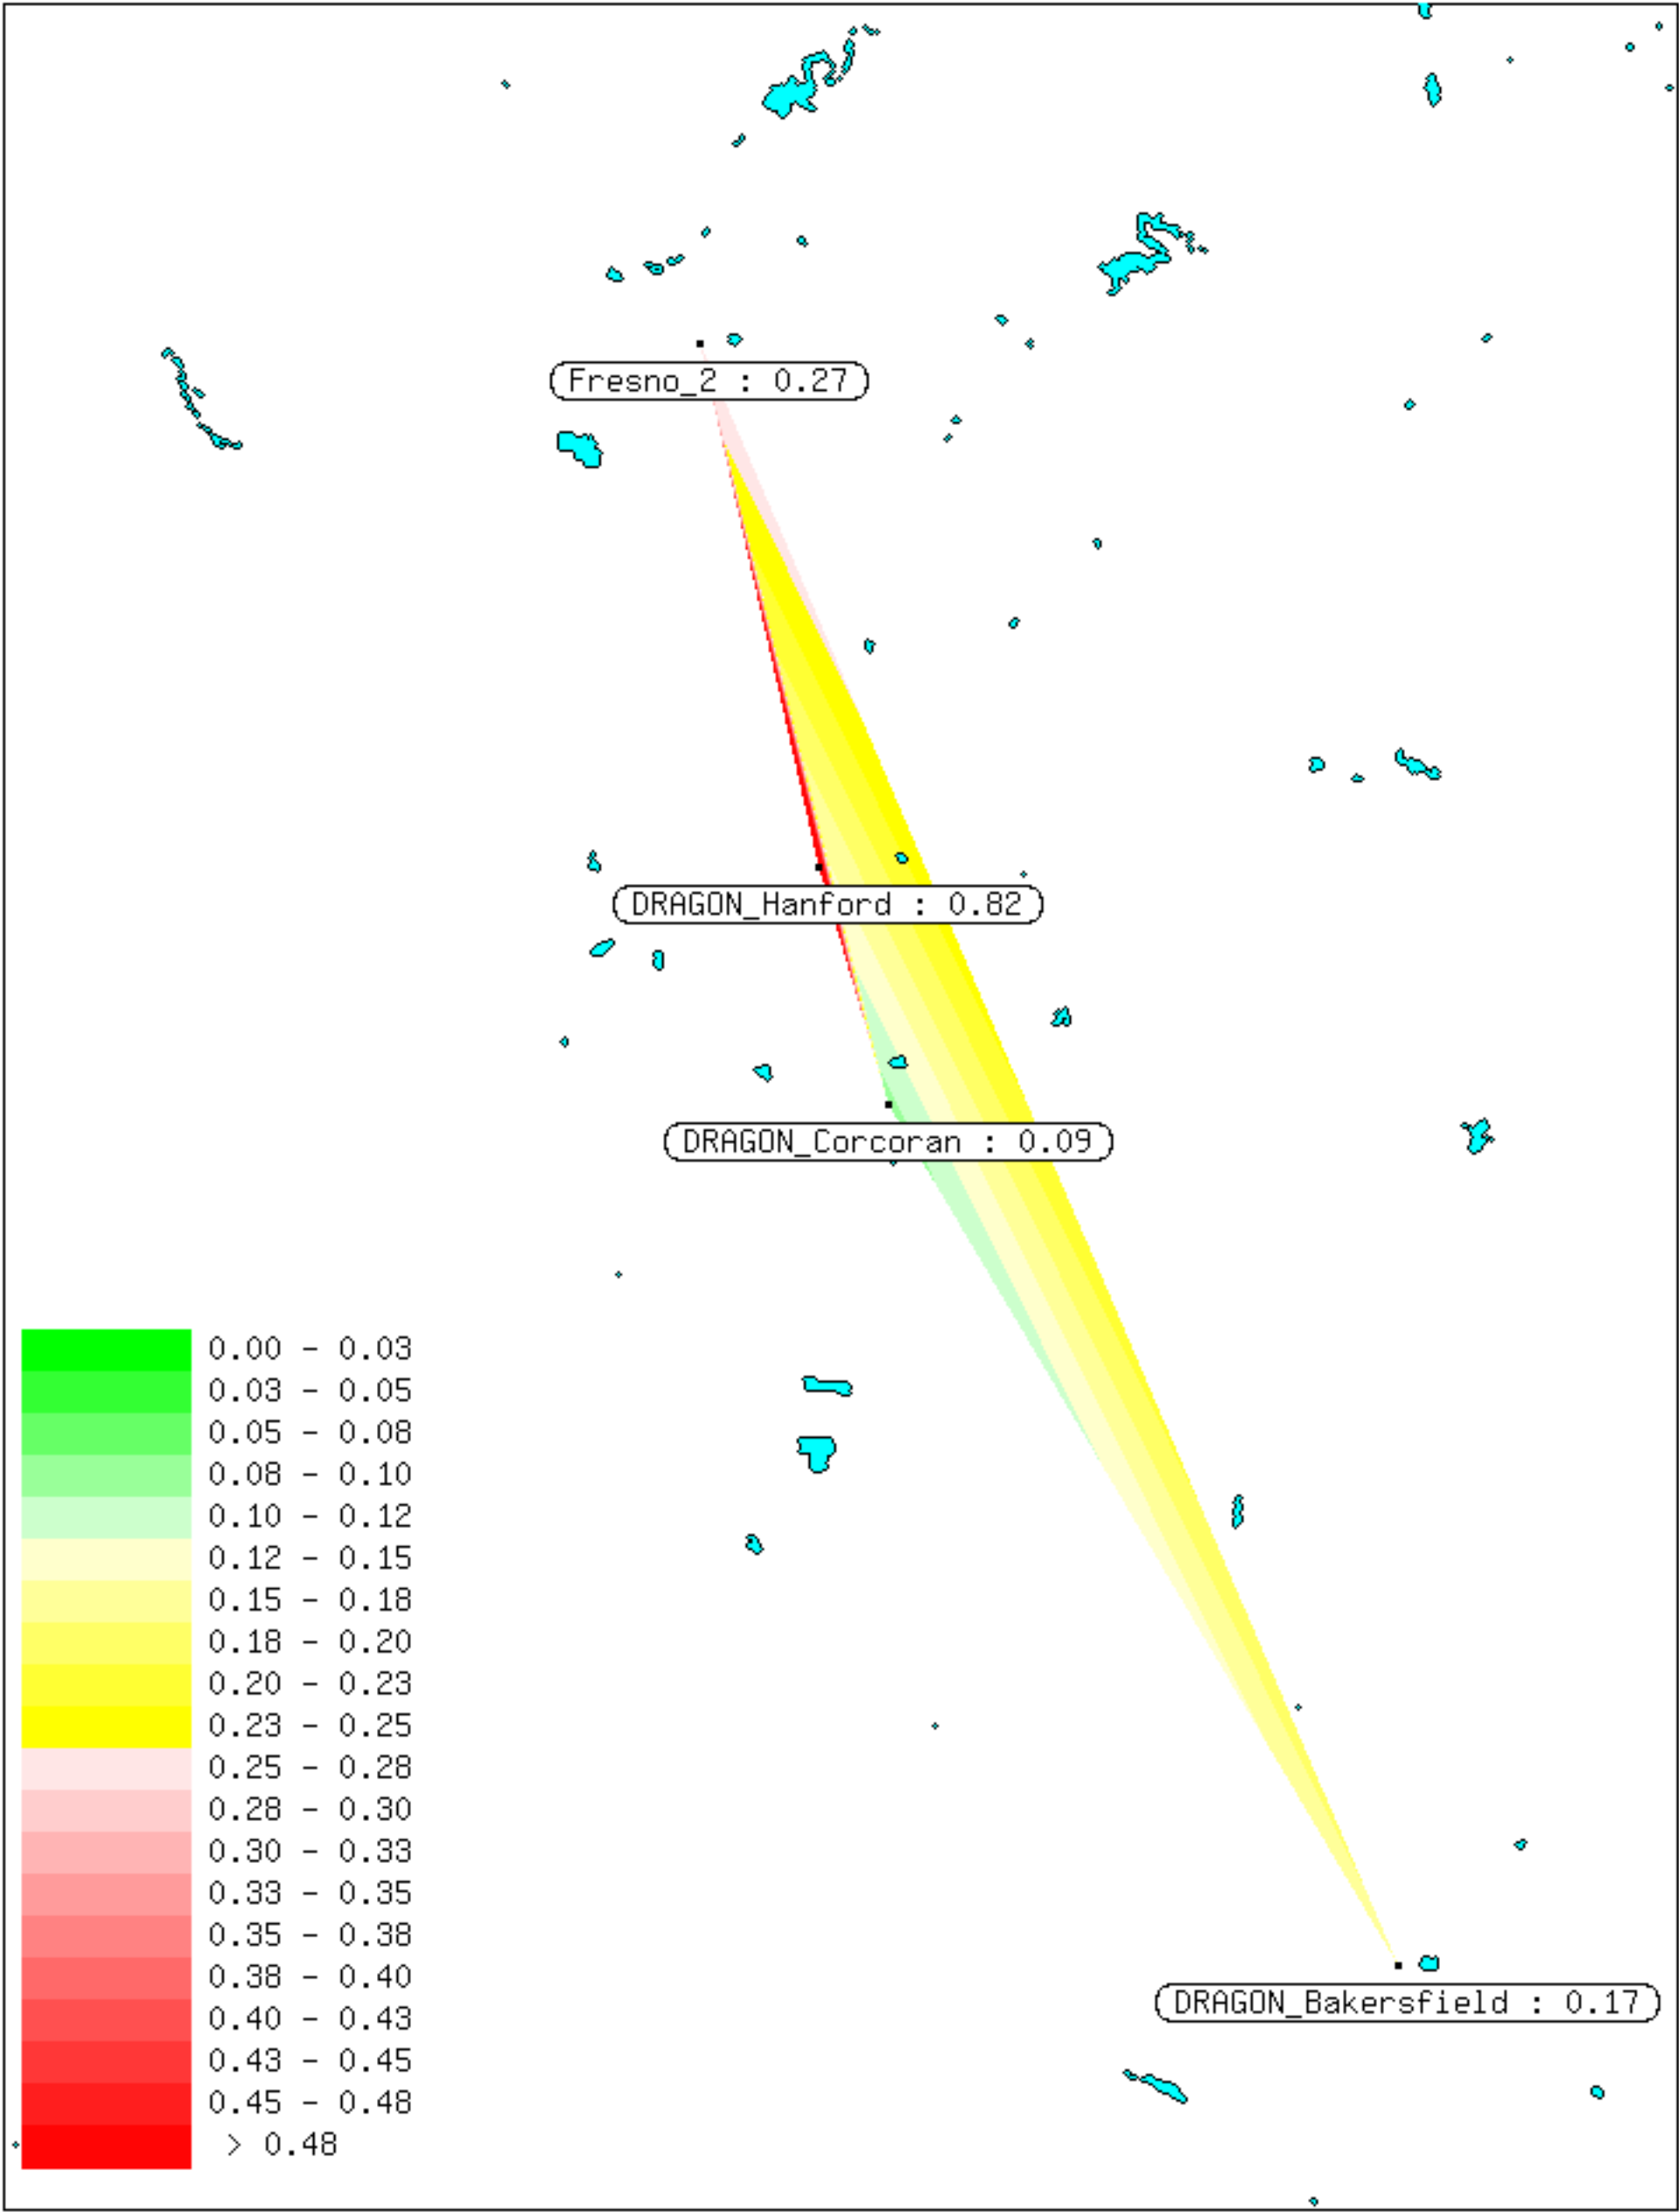 Fresno_2 : 0.27
DRAGON_Hanford : 0.82
DRAGON_Corcoran : 0.09
0.00 - 0.03
0.03 - 0.05
0.05 - 0.08
0.08 - 0.10
0.10 - 0.12
0.12 - 0.15
0.15 - 0.18
0.18 - 0.20
0.20 - 0.23
0.23 - 0.25
0.25 - 0.28
0.28 - 0.30
0.30 - 0.33
0.33 - 0.35
0.35 - 0.38
0.38 - 0.40
DRAGON_Bakersfield : 0.17
0.40 - 0.43
0.43 - 0.45
0.45 - 0.48
> 0.48